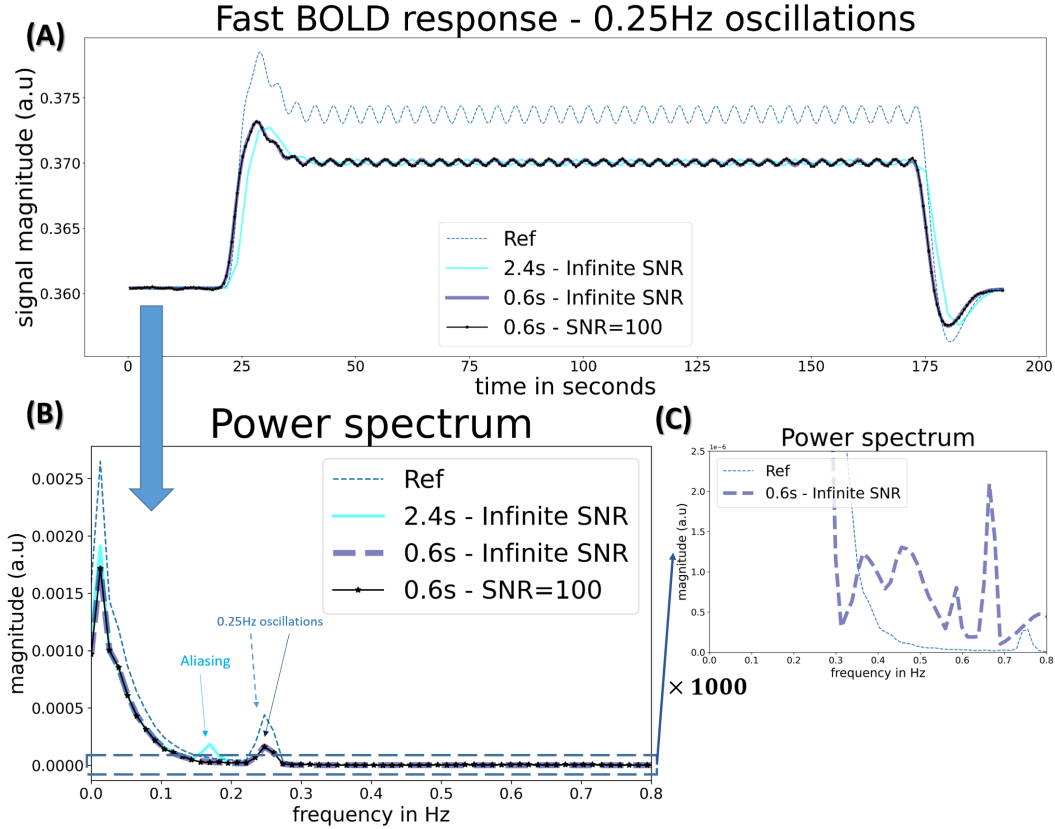 Fast BOLD response - 0.25Hz oscillations
(A)
signal magnitude (a.u)
0.375
0.370
0.365
0.360
Ref
2.4s - Infinite SNR
0.6s - Infinite SNR
0.6s - SNR=100
0 25 50 75 100 125 150 175 200
time in seconds
(B)
Power spectrum
magnitude (a.u)
0.0025
0.0020
0.0015
0.0010
0.0005
0.0000
Ref
2.4s - Infinite SNR
0.6s - Infinite SNR
0.6s - SNR=100
0.25Hz oscillations
Aliasing
0.0 0.1 0.2 0.3 0.4 0.5 0.6 0.7 0.8
frequency in Hz
× 1000
(C)
Power spectrum
1e−6
magnitude (a.u)
2.5
2.0
1.5
1.0
0.5
0.0
Ref
0.6s - Infinite SNR
0.0 0.1 0.2 0.3 0.4 0.5 0.6 0.7 0.8
frequency in Hz